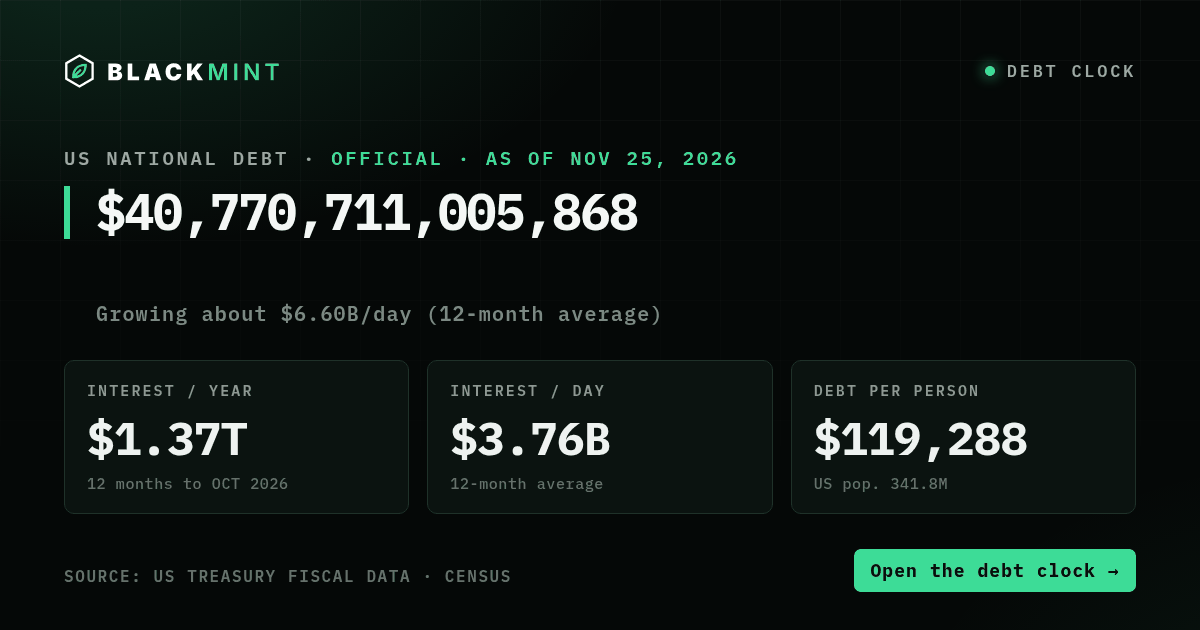 BLACKMINT
DEBT CLOCK
US NATIONAL DEBT · OFFICIAL · AS OF NOV 25, 2026
$40,770,711,005,868
Growing about $6.60B/day (12-month average)
INTEREST / YEAR
$1.37T
12 months to OCT 2026
INTEREST / DAY
$3.76B
12-month average
DEBT PER PERSON
$119,288
US pop. 341.8M
SOURCE: US TREASURY FISCAL DATA · CENSUS
Open the debt clock →